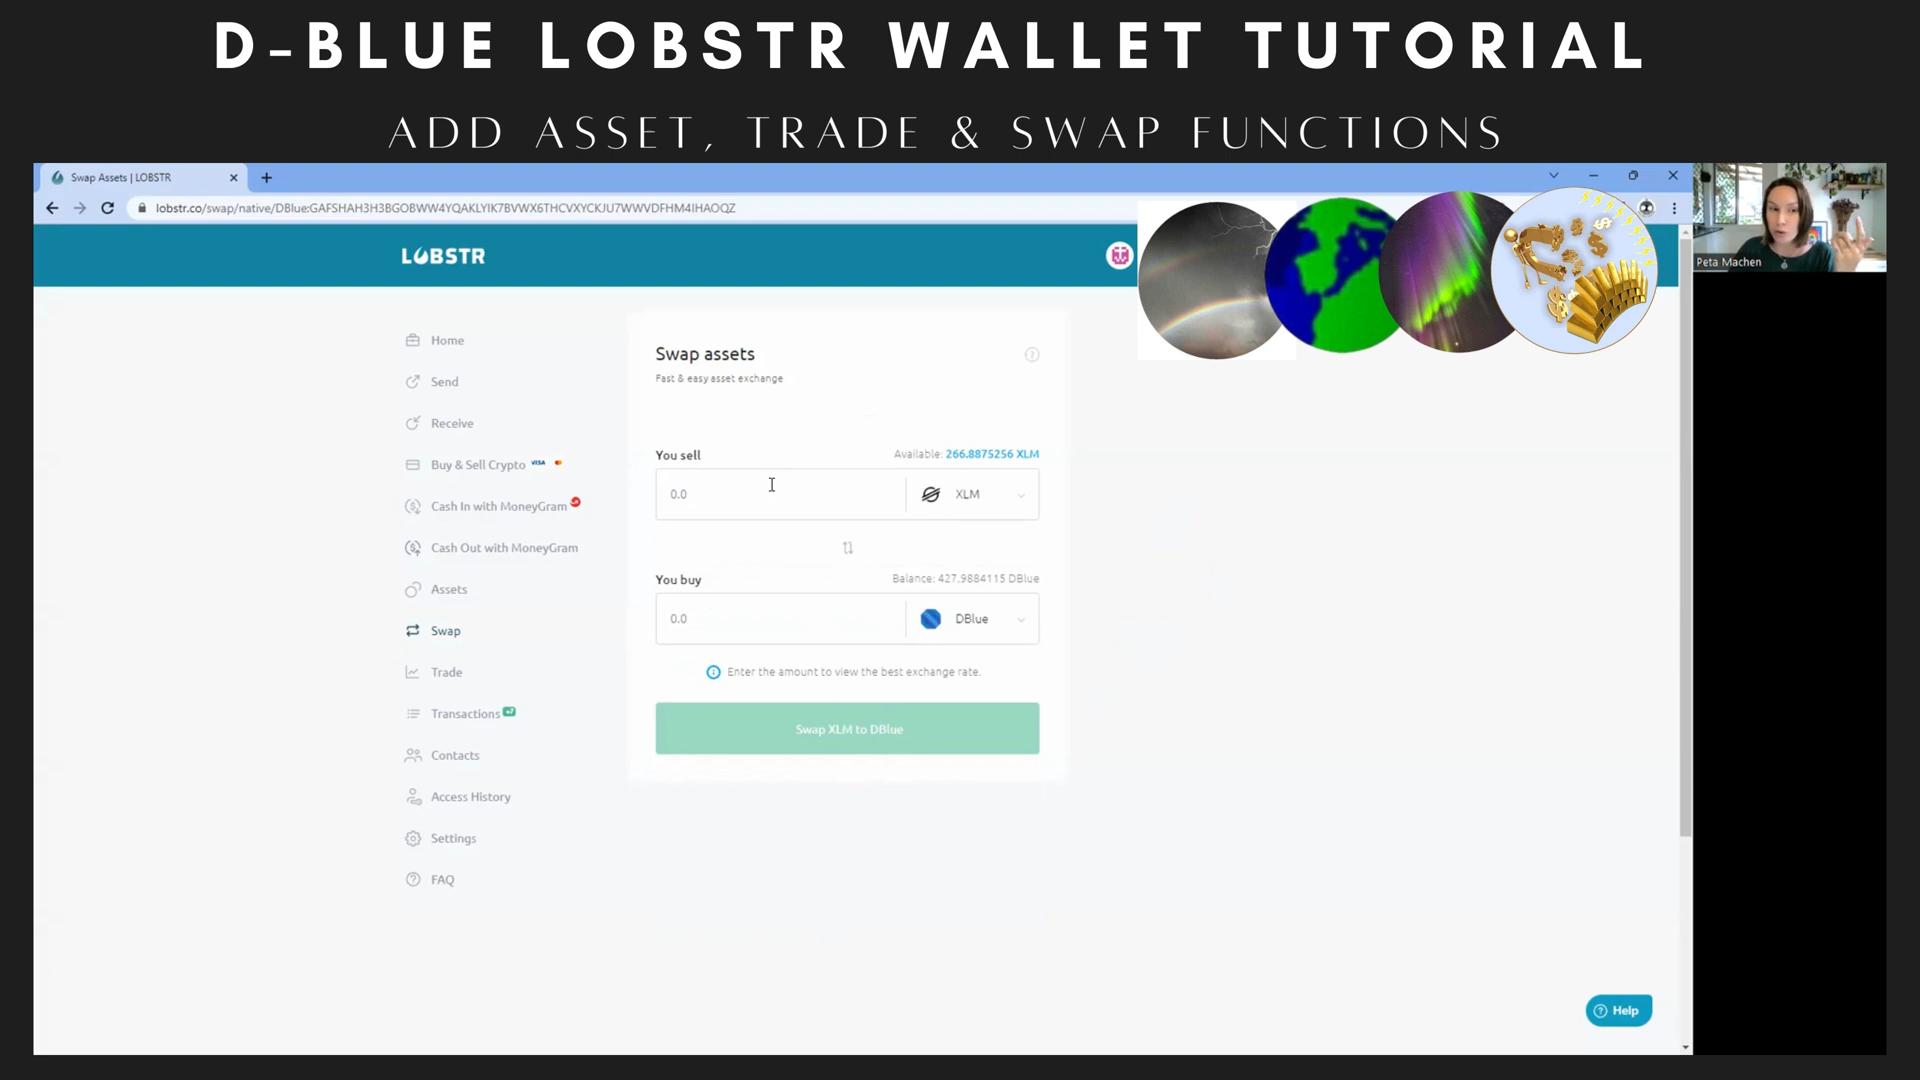 D-BLUE LOBSTR WALLET TUTORIAL
ADD ASSET, TRADE & SWAP FUNCTIONS
Swap Assets | LOBSTR
lobstr.co/swap/native/DBlue:GAFSHAH3H3BGOBWW4YQAKLYIK7BVWX6THCVXYCKJU7WWVDFHM4IHAOQZ
LOBSTR
Peta Machen
Home
Send
Receive
Buy & Sell Crypto VISA
Cash In with MoneyGram
Cash Out with MoneyGram
Assets
Swap
Trade
Transactions +7
Contacts
Access History
Settings
FAQ
Swap assets
Fast & easy asset exchange
You sell
Available: 266.8875256 XLM
0.0
XLM
You buy
Balance: 427.9884115 DBlue
0.0
DBlue
Enter the amount to view the best exchange rate.
Swap XLM to DBlue
Help